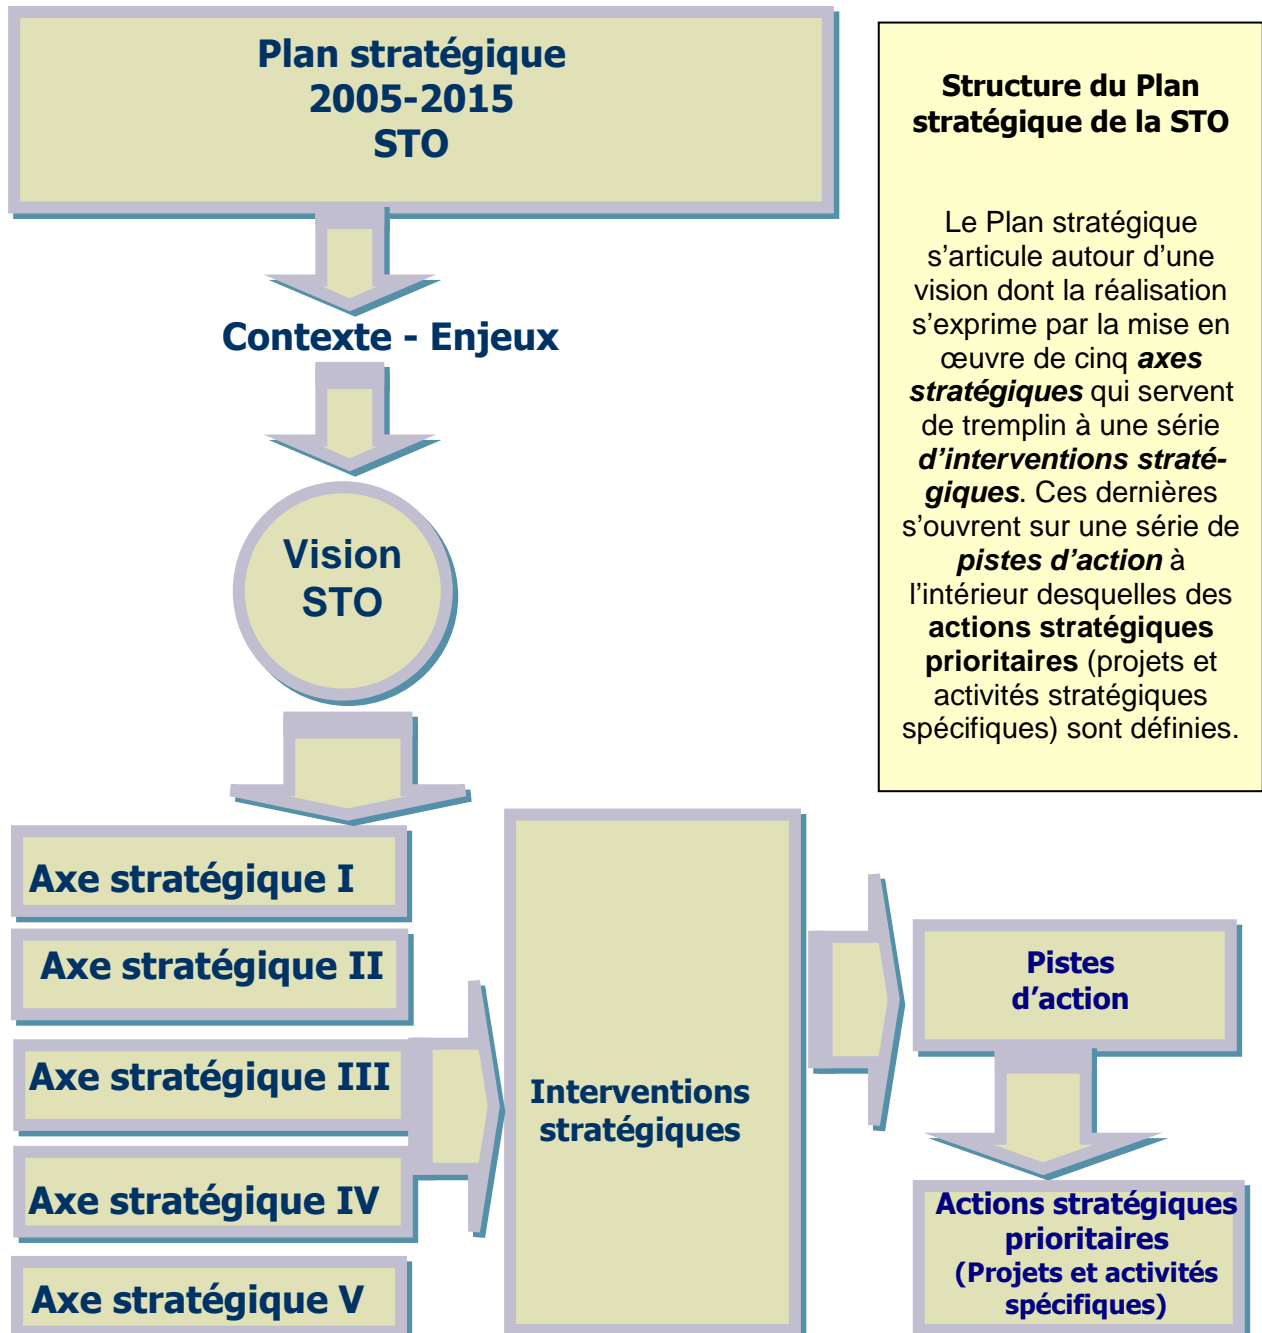 Plan stratégique
2005-2015
STO
Contexte - Enjeux
Vision
STO
Structure du Plan
stratégique de la STO
Le Plan stratégique
s’articule autour d’une
vision dont la réalisation
s’exprime par la mise en
œuvre de cinq axes
stratégiques qui servent
de tremplin à une série
d’interventions straté-
giques. Ces dernières
s’ouvrent sur une série de
pistes d’action à
l’intérieur desquelles des
actions stratégiques
prioritaires (projets et
activités stratégiques
spécifiques) sont définies.
Axe stratégique I
Axe stratégique II
Axe stratégique III
Axe stratégique IV
Axe stratégique V
Interventions
stratégiques
Pistes
d’action
Actions stratégiques
prioritaires
(Projets et activités
spécifiques)